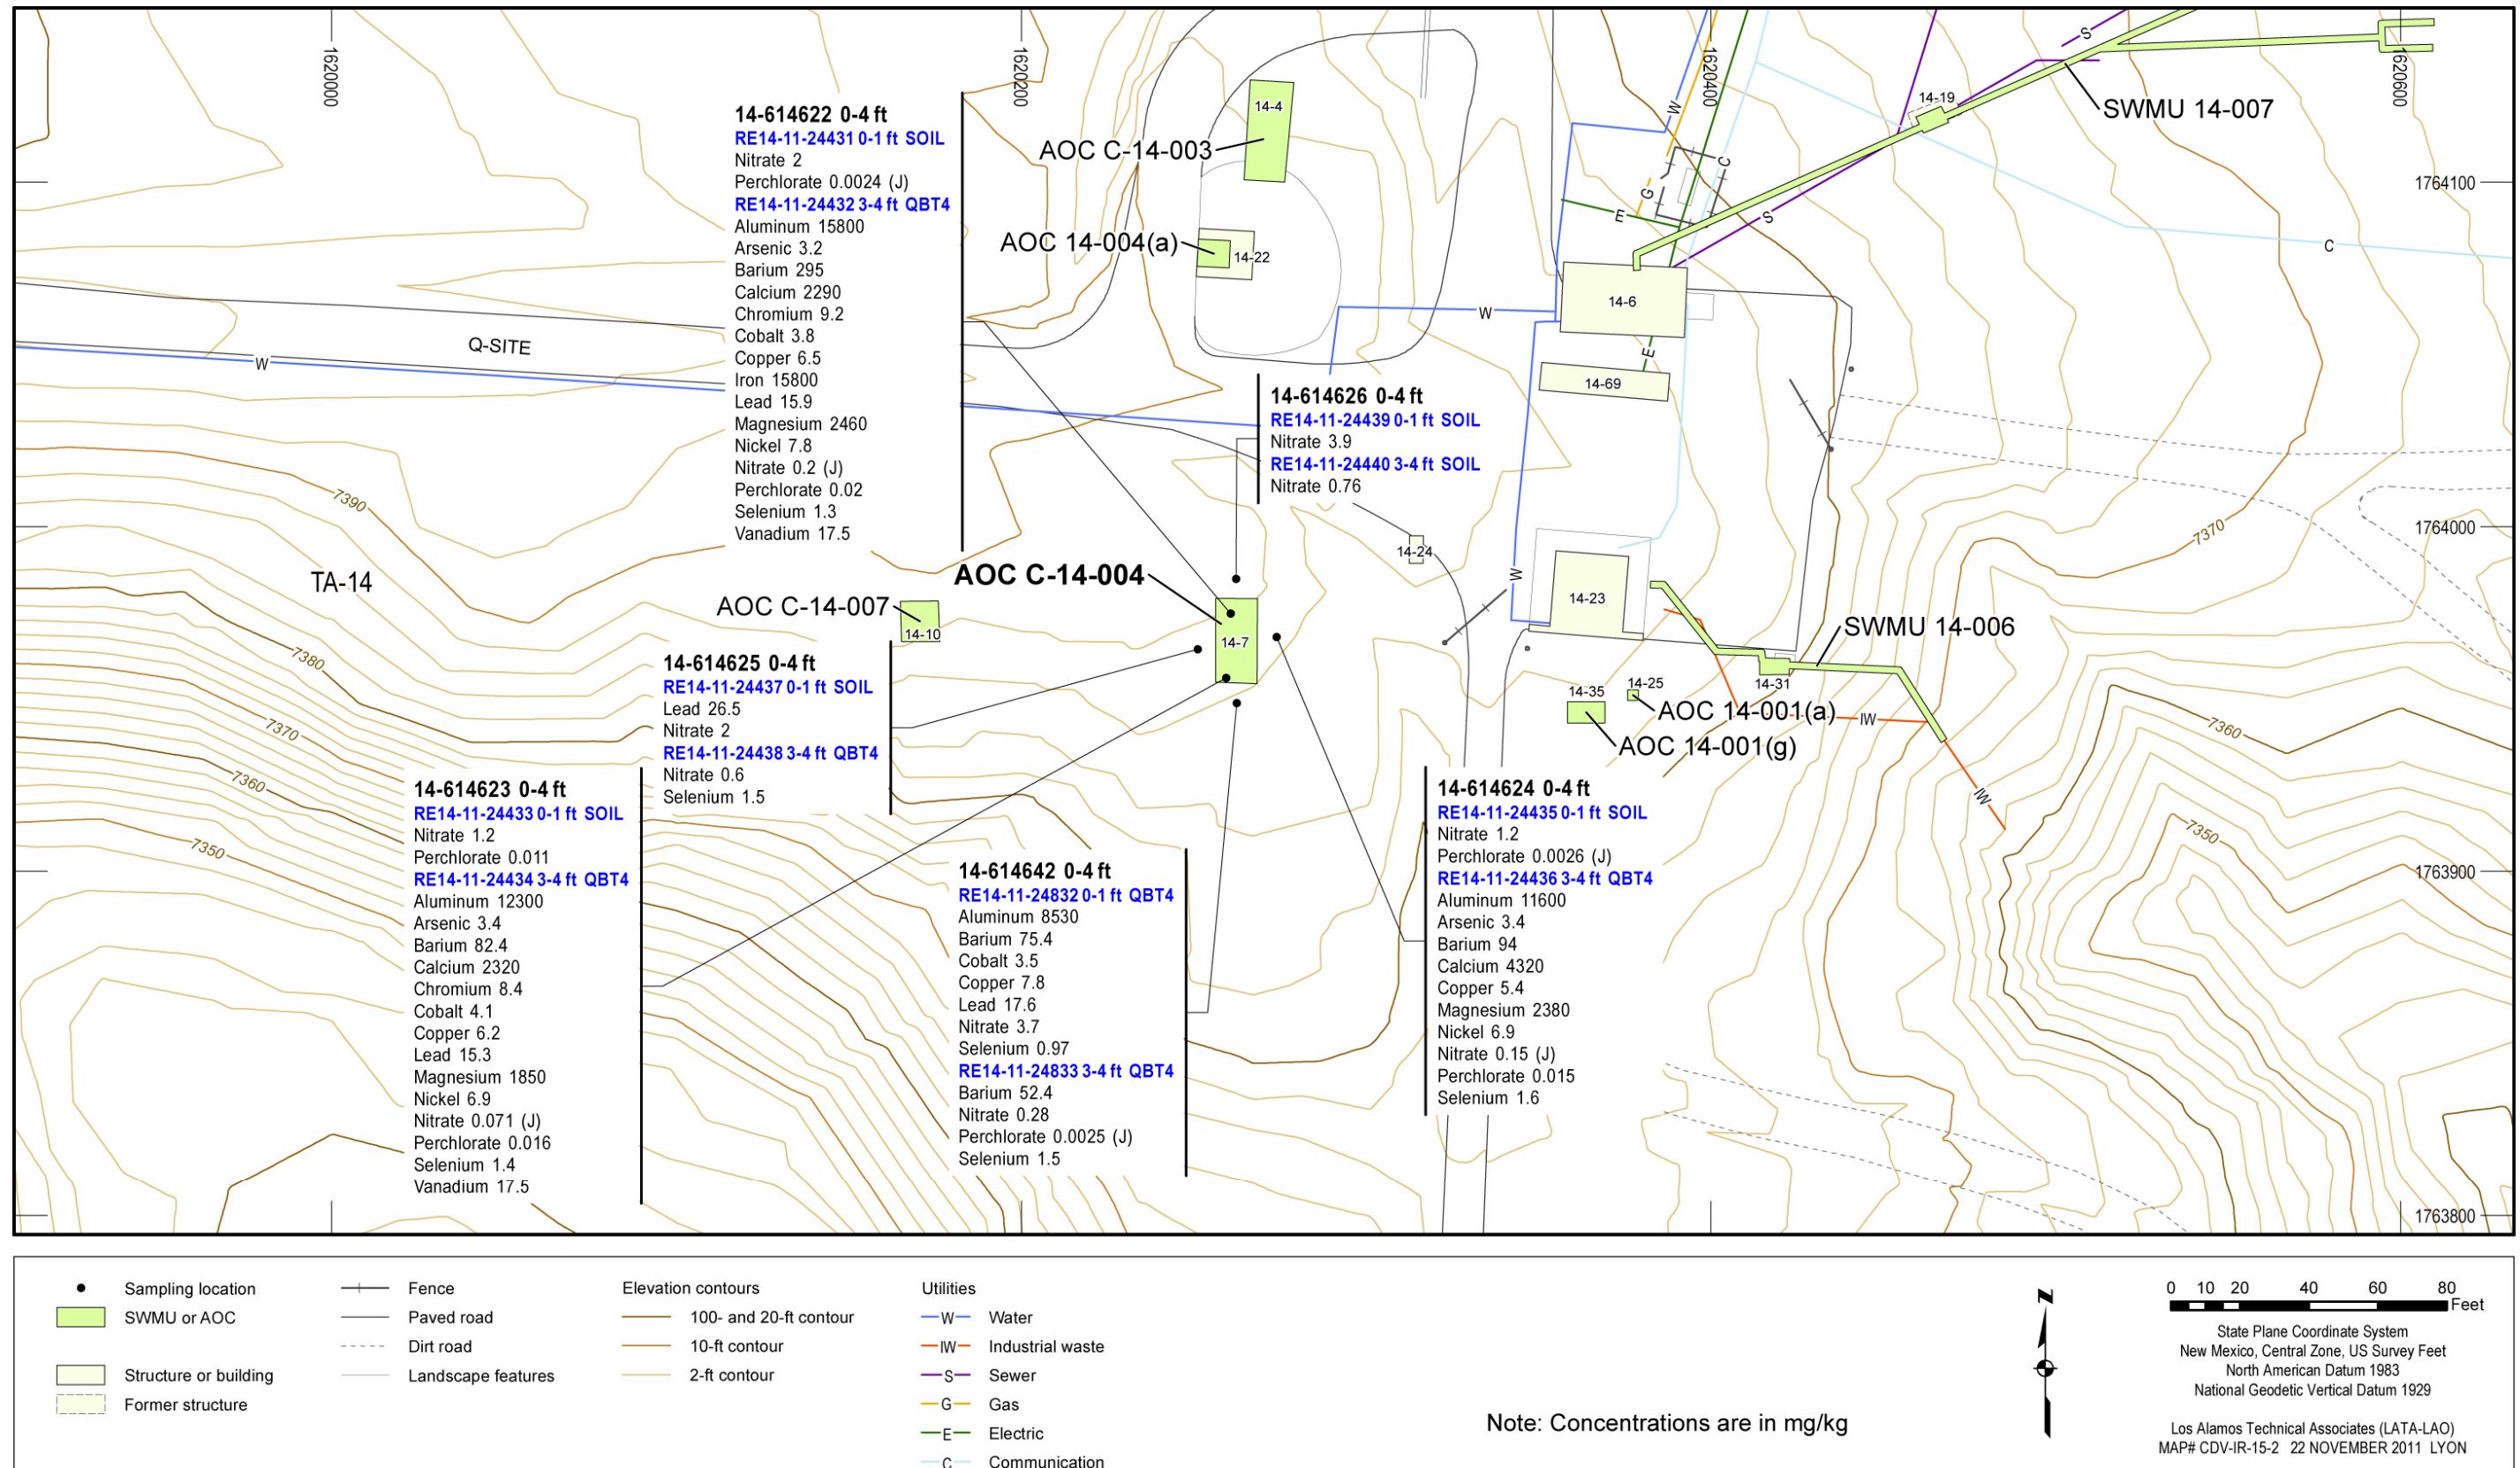 1620000
1620200
1620400
1620600
1764100
1764000
1763900
1763800
14-614622 0-4 ft
RE14-11-24431 0-1 ft SOIL
Nitrate 2
Perchlorate 0.0024 (J)
RE14-11-24432 3-4 ft QBT4
Aluminum 15800
Arsenic 3.2
Barium 295
Calcium 2290
Chromium 9.2
Cobalt 3.8
Copper 6.5
Iron 15800
Lead 15.9
Magnesium 2460
Nickel 7.8
Nitrate 0.2 (J)
Perchlorate 0.02
Selenium 1.3
Vanadium 17.5
14-4
AOC C-14-003
AOC 14-004(a)
14-22
14-19
SWMU 14-007
S
S
W
G
C
E
C
14-6
W
E
14-69
Q-SITE
W
14-614626 0-4 ft
RE14-11-24439 0-1 ft SOIL
Nitrate 3.9
RE14-11-24440 3-4 ft SOIL
Nitrate 0.76
7390
7370
TA-14
14-24
W
AOC C-14-004
AOC C-14-007
14-10
14-7
14-23
SWMU 14-006
14-31
14-35
14-25
AOC 14-001(a)
IW
AOC 14-001(g)
IW
7380
7370
7360
7350
7360
7350
14-614625 0-4 ft
RE14-11-24437 0-1 ft SOIL
Lead 26.5
Nitrate 2
RE14-11-24438 3-4 ft QBT4
Nitrate 0.6
Selenium 1.5
14-614623 0-4 ft
RE14-11-24433 0-1 ft SOIL
Nitrate 1.2
Perchlorate 0.011
RE14-11-24434 3-4 ft QBT4
Aluminum 12300
Arsenic 3.4
Barium 82.4
Calcium 2320
Chromium 8.4
Cobalt 4.1
Copper 6.2
Lead 15.3
Magnesium 1850
Nickel 6.9
Nitrate 0.071 (J)
Perchlorate 0.016
Selenium 1.4
Vanadium 17.5
14-614642 0-4 ft
RE14-11-24832 0-1 ft QBT4
Aluminum 8530
Barium 75.4
Cobalt 3.5
Copper 7.8
Lead 17.6
Nitrate 3.7
Selenium 0.97
RE14-11-24833 3-4 ft QBT4
Barium 52.4
Nitrate 0.28
Perchlorate 0.0025 (J)
Selenium 1.5
14-614624 0-4 ft
RE14-11-24435 0-1 ft SOIL
Nitrate 1.2
Perchlorate 0.0026 (J)
RE14-11-24436 3-4 ft QBT4
Aluminum 11600
Arsenic 3.4
Barium 94
Calcium 4320
Copper 5.4
Magnesium 2380
Nickel 6.9
Nitrate 0.15 (J)
Perchlorate 0.015
Selenium 1.6
Sampling location
SWMU or AOC
Structure or building
Former structure
Fence
Paved road
Dirt road
Landscape features
Elevation contours
100- and 20-ft contour
10-ft contour
2-ft contour
Utilities
W Water
IW Industrial waste
S Sewer
G Gas
E Electric
C Communication
Note: Concentrations are in mg/kg
N
0 10 20 40 60 80
Feet
State Plane Coordinate System
New Mexico, Central Zone, US Survey Feet
North American Datum 1983
National Geodetic Vertical Datum 1929
Los Alamos Technical Associates (LATA-LAO)
MAP# CDV-IR-15-2 22 NOVEMBER 2011 LYON